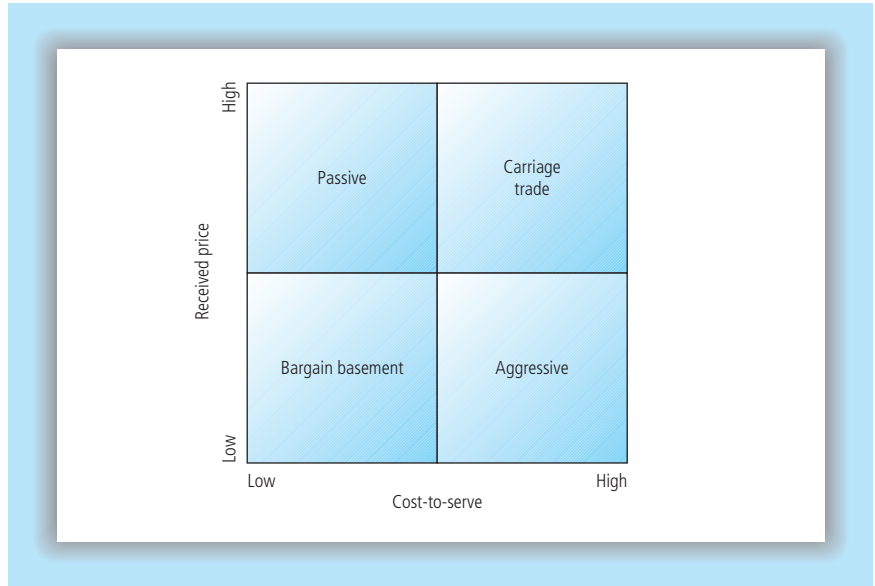 High
Passive
Carriage
trade
Received price
Bargain basement
Aggressive
Low
Low
High
Cost-to-serve